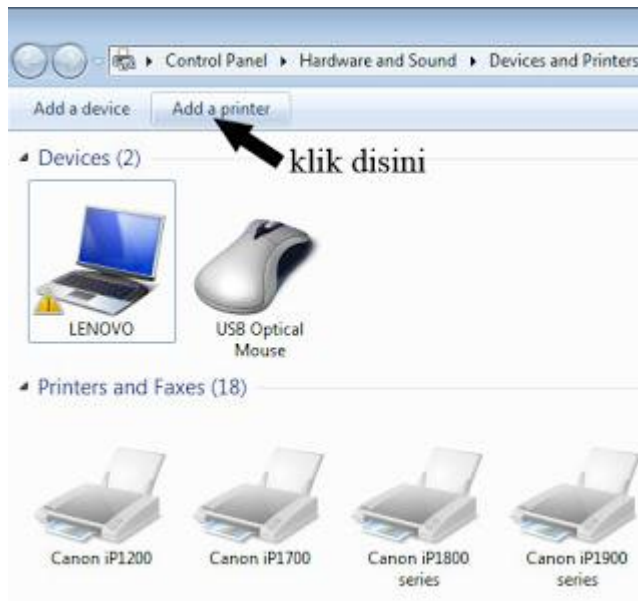 Control Panel ▸ Hardware and Sound ▸ Devices and Printers
Add a device Add a printer
klik disini
Devices (2)
LENOVO
USB Optical
Mouse
Printers and Faxes (18)
Canon iP1200
Canon iP1700
Canon iP1800
series
Canon iP1900
series